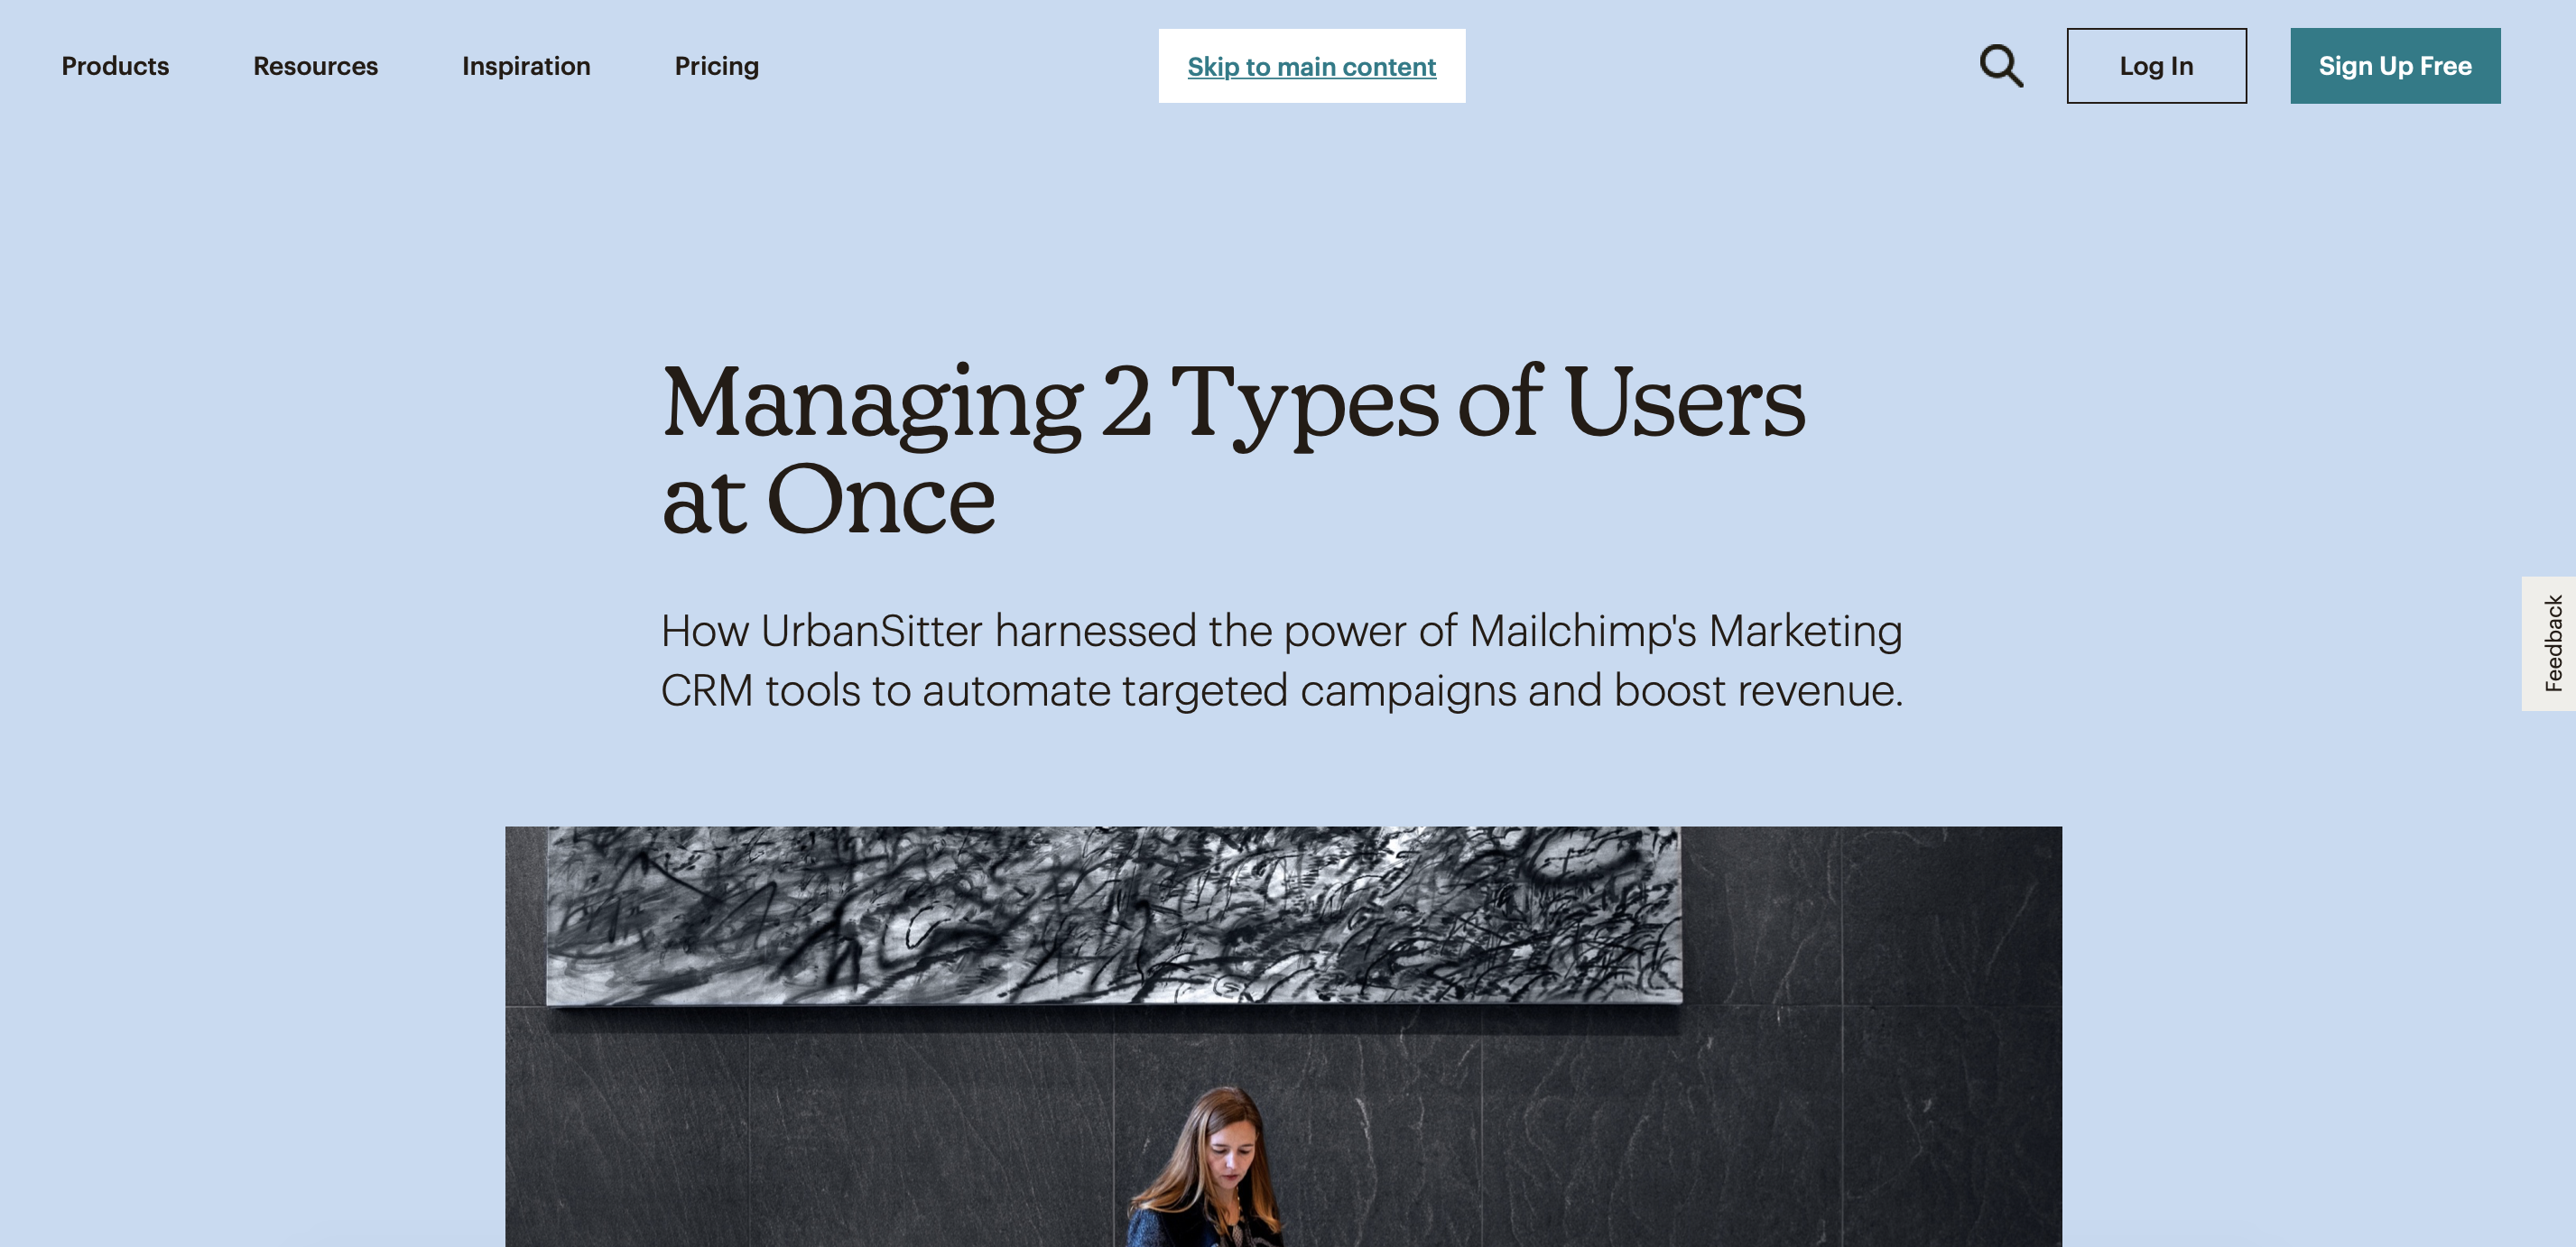 Products
Resources
Inspiration
Pricing
Skip to main content
Log In
Sign Up Free
Managing 2 Types of Users
at Once
How UrbanSitter harnessed the power of Mailchimp's Marketing
CRM tools to automate targeted campaigns and boost revenue.
Feedback